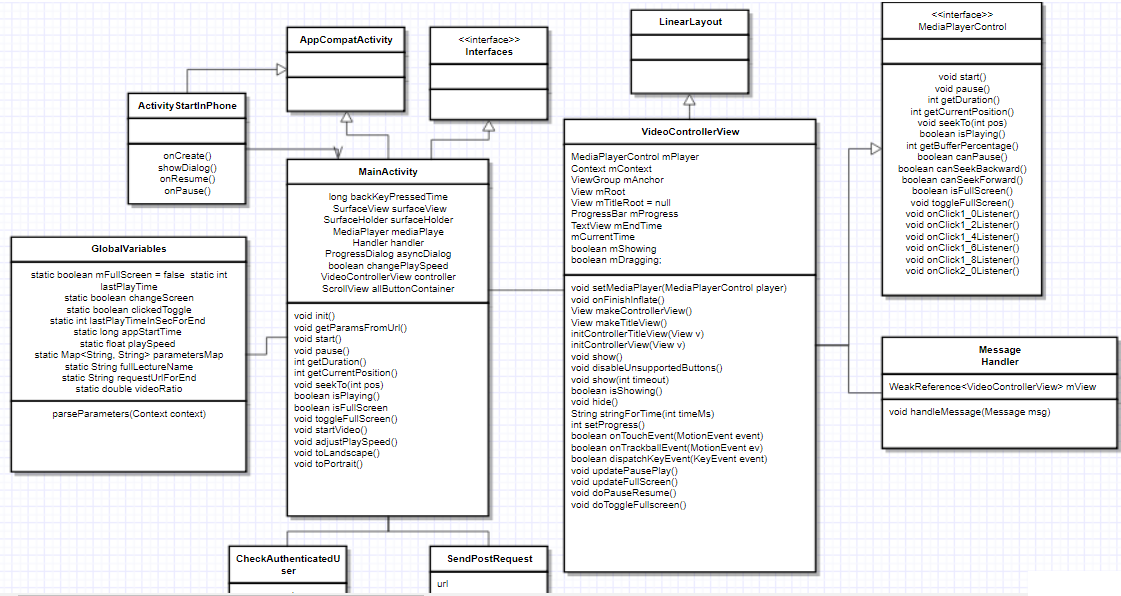 AppCompatActivity
<<interface>>
Interfaces
LinearLayout
<<interface>>
MediaPlayerControl
void start()
void pause()
int getDuration()
int getCurrentPosition()
void seekTo(int pos)
boolean isPlaying()
int getBufferPercentage()
boolean canPause()
boolean canSeekBackward()
boolean canSeekForward()
boolean isFullScreen()
void toggleFullScreen()
void onClick1_0Listener()
void onClick1_2Listener()
void onClick1_4Listener()
void onClick1_6Listener()
void onClick1_8Listener()
void onClick2_0Listener()
ActivityStartInPhone
onCreate()
showDialog()
onResume()
onPause()
MainActivity
long backKeyPressedTime
SurfaceView surfaceView
SurfaceHolder surfaceHolder
MediaPlayer mediaPlaye
Handler handler
ProgressDialog asyncDialog
boolean changePlaySpeed
VideoControllerView controller
ScrollView allButtonContainer
void init()
void getParamsFromUrl()
void start()
void pause()
int getDuration()
int getCurrentPosition()
void seekTo(int pos)
boolean isPlaying()
boolean isFullScreen
void toggleFullScreen()
void startVideo()
void adjustPlaySpeed()
void toLandscape()
void toPortrait()
VideoControllerView
MediaPlayerControl mPlayer
Context mContext
ViewGroup mAnchor
View mRoot
View mTitleRoot = null
ProgressBar mProgress
TextView mEndTime
mCurrentTime
boolean mShowing
boolean mDragging;
void setMediaPlayer(MediaPlayerControl player)
void onFinishInflate()
View makeControllerView()
View makeTitleView()
initControllerTitleView(View v)
initControllerView(View v)
void show()
void disableUnsupportedButtons()
void show(int timeout)
boolean isShowing()
void hide()
String stringForTime(int timeMs)
int setProgress()
boolean onTouchEvent(MotionEvent event)
boolean onTrackballEvent(MotionEvent ev)
boolean dispatchKeyEvent(KeyEvent event)
void updatePausePlay()
void updateFullScreen()
void doPauseResume()
void doToggleFullscreen()
GlobalVariables
static boolean mFullScreen = false static int
lastPlayTime
static boolean changeScreen
static boolean clickedToggle
static int lastPlayTimeInSecForEnd
static long appStartTime
static float playSpeed
static Map<String, String> parametersMap
static String fullLectureName
static String requestUrlForEnd
static double videoRatio
parseParameters(Context context)
Message
Handler
WeakReference<VideoControllerView> mView
void handleMessage(Message msg)
CheckAuthenticatedU
ser
SendPostRequest
url